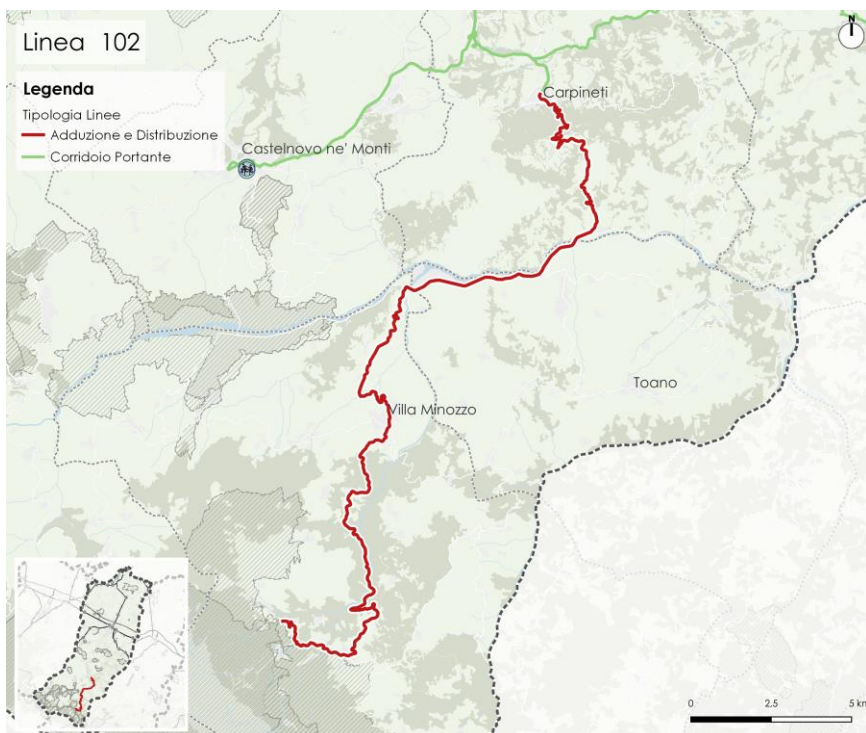 Linea 102
N
Legenda
Tipologia Linee
Adduzione e Distribuzione
Corridoio Portante
Carpineti
Castelnovo ne' Monti
Toano
Villa Minozzo
0 2,5 5 km